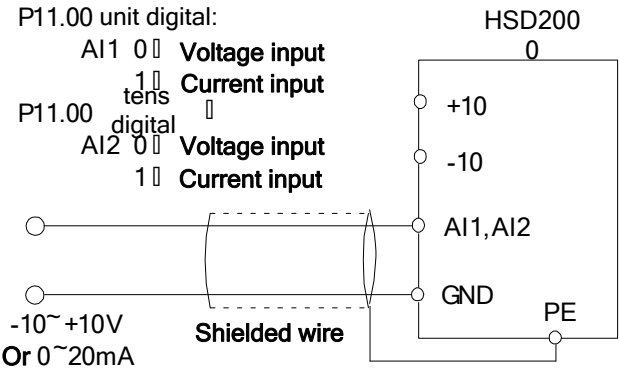 P11.00 unit digital:
AI1 0▯ Voltage input
1▯ Current input
P11.00 tens digital ▯
AI2 0▯ Voltage input
1▯ Current input
HSD200
0
+10
-10
AI1,AI2
GND
PE
-10~+10V
Or 0~20mA
Shielded wire